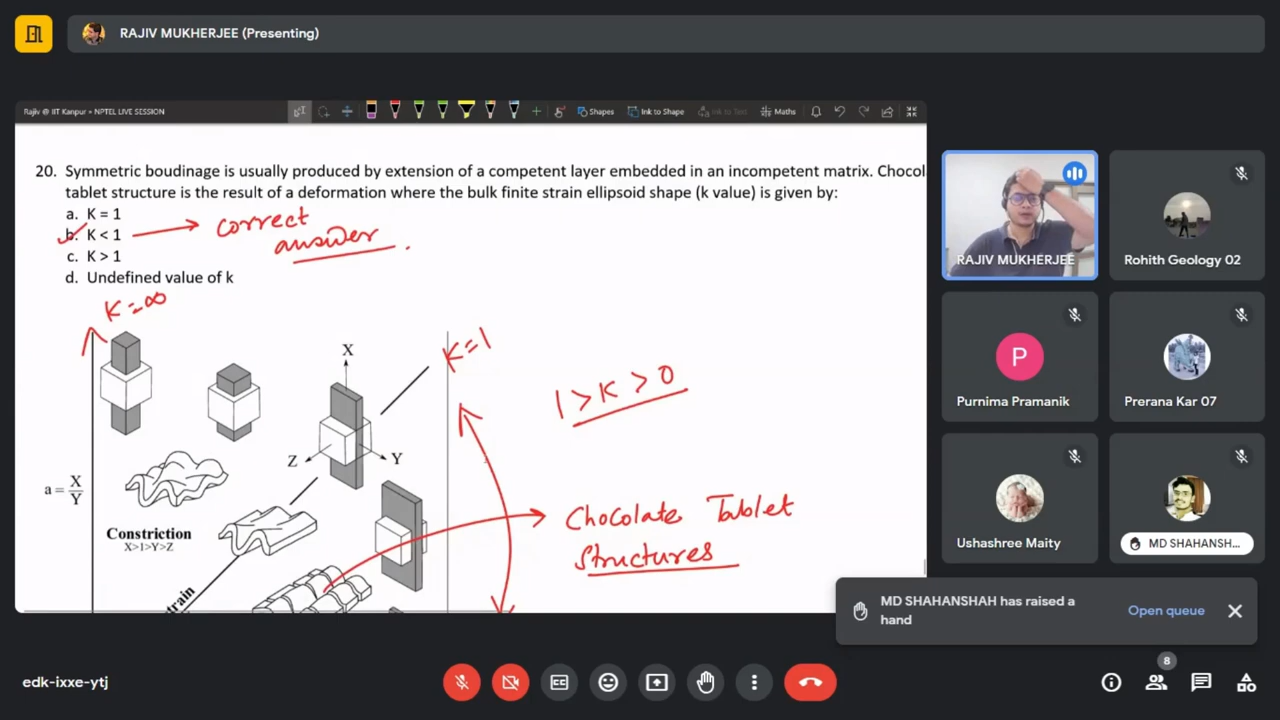 RAJIV MUKHERJEE (Presenting)
Rajiv @ IIT Kanpur » NPTEL LIVE SESSION
Shapes
Ink to Shape
Ink to Text
Maths
20. Symmetric boudinage is usually produced by extension of a competent layer embedded in an incompetent matrix. Chocol
tablet structure is the result of a deformation where the bulk finite strain ellipsoid shape (k value) is given by:
a. K = 1
b. K < 1
correct
answer.
c. K > 1
d. Undefined value of k
K=∞
X
K=1
1 > K > 0
Z
Y
a = X
Y
Constriction
X>1>Y>Z
Chocolate Tablet
Structures
train
RAJIV MUKHERJEE
Rohith Geology 02
P
Purnima Pramanik
Prerana Kar 07
Ushashree Maity
MD SHAHANSH...
MD SHAHANSHAH has raised a
hand
Open queue
edk-ixxe-ytj
CC
8